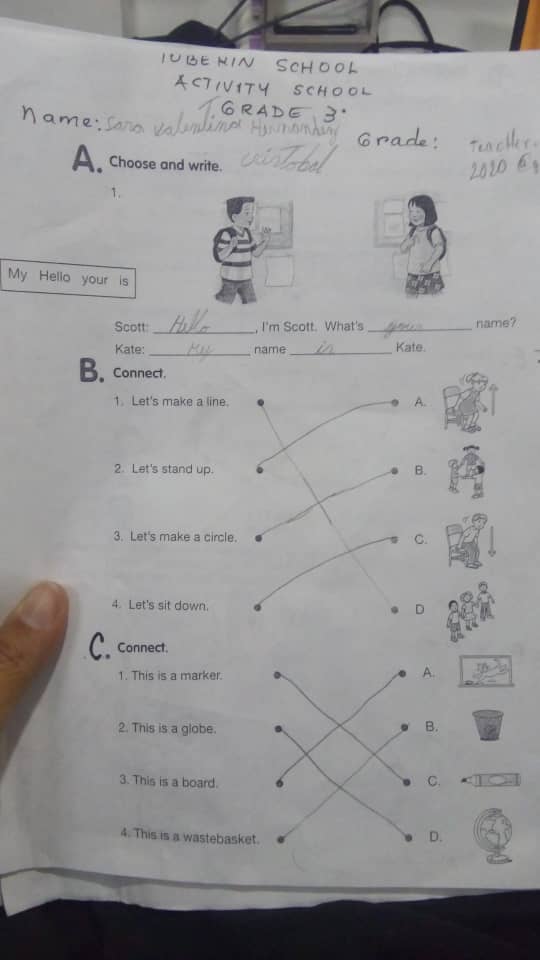 IUBERIN SCHOOL
ACTIVITY SCHOOL
GRADE 3.
Name: Sara Valentina Hernandez
Grade:
2020
A. Choose and write. cristobal
1.
My Hello your is
Scott: Hello, I'm Scott. What's your name?
Kate: My name is Kate.
B. Connect.
1. Let's make a line. A.
2. Let's stand up. B.
3. Let's make a circle. C.
4. Let's sit down. D
C. Connect.
1. This is a marker. A.
2. This is a globe. B.
3. This is a board. C.
4. This is a wastebasket. D.